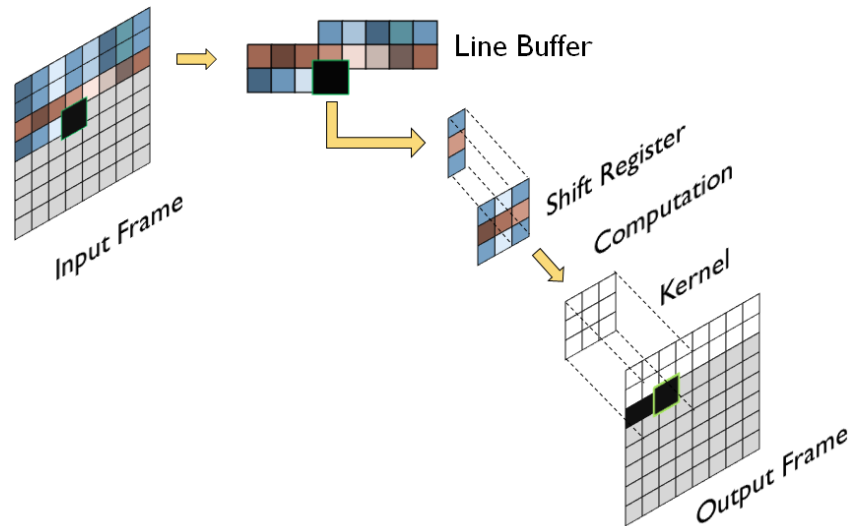 Line Buffer
Input Frame
Shift Register
Computation
Kernel
Output Frame